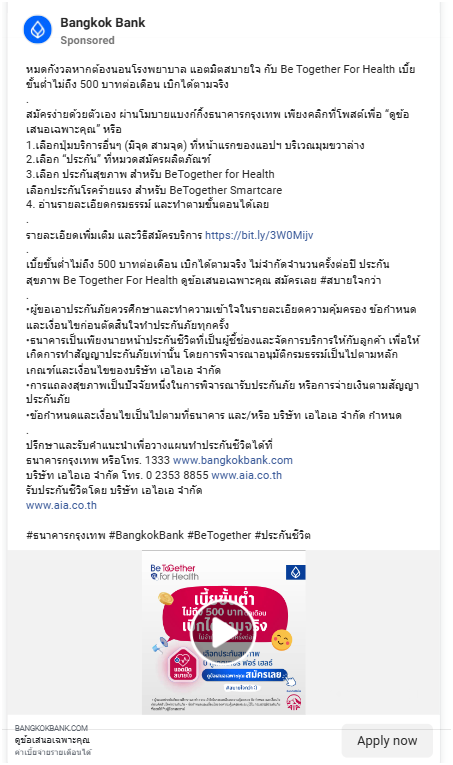 Bangkok Bank
Sponsored
หมดกังวลหากต้องนอนโรงพยาบาล แอตมิตสบายใจ กับ Be Together For Health เบี้ย
ขั้นต่ำไม่ถึง 500 บาทต่อเดือน เบิกได้ตามจริง
.
สมัครง่ายด้วยตัวเอง ผ่านโมบายแบงก์กิ้งธนาคารกรุงเทพ เพียงคลิกที่โพสต์เพื่อ “ดูข้อ
เสนอเฉพาะคุณ” หรือ
1.เลือกปุ่มบริการอื่นๆ (มีจุด สามจุด) ที่หน้าแรกของแอปฯ บริเวณมุมขวาล่าง
2.เลือก “ประกัน” ที่หมวดสมัครผลิตภัณฑ์
3.เลือก ประกันสุขภาพ สำหรับ BeTogether for Health
เลือกประกันโรคร้ายแรง สำหรับ BeTogether Smartcare
4. อ่านรายละเอียดกรมธรรม์ และทำตามขั้นตอนได้เลย
.
รายละเอียดเพิ่มเติม และวิธีสมัครบริการ https://bit.ly/3W0Mijv
.
เบี้ยขั้นต่ำไม่ถึง 500 บาทต่อเดือน เบิกได้ตามจริง ไม่จำกัดจำนวนครั้งต่อปี ประกัน
สุขภาพ Be Together For Health ดูข้อเสนอเฉพาะคุณ สมัครเลย #สบายใจกว่า
.
•ผู้ขอเอาประกันภัยควรศึกษาและทำความเข้าใจในรายละเอียดความคุ้มครอง ข้อกำหนด
และเงื่อนไขก่อนตัดสินใจทำประกันภัยทุกครั้ง
•ธนาคารเป็นเพียงนายหน้าประกันชีวิตที่เป็นผู้ชี้ช่องและจัดการบริการให้กับลูกค้า เพื่อให้
เกิดการทำสัญญาประกันภัยเท่านั้น โดยการพิจารณาอนุมัติกรมธรรม์เป็นไปตามหลัก
เกณฑ์และเงื่อนไขของบริษัท เอไอเอ จำกัด
•การแถลงสุขภาพเป็นปัจจัยหนึ่งในการพิจารณารับประกันภัย หรือการจ่ายเงินตามสัญญา
ประกันภัย
•ข้อกำหนดและเงื่อนไขเป็นไปตามที่ธนาคาร และ/หรือ บริษัท เอไอเอ จำกัด กำหนด
.
ปรึกษาและรับคำแนะนำเพื่อวางแผนทำประกันชีวิตได้ที่
ธนาคารกรุงเทพ หรือโทร. 1333 www.bangkokbank.com
บริษัท เอไอเอ จำกัด โทร. 0 2353 8855 www.aia.co.th
รับประกันชีวิตโดย บริษัท เอไอเอ จำกัด
www.aia.co.th
#ธนาคารกรุงเทพ #BangkokBank #BeTogether #ประกันชีวิต
Be ToGether
for Health
เบี้ยขั้นต่ำ
ไม่ถึง 500 บาท
เบิกได้ตามจริง
ดูข้อเสนอเฉพาะคุณ สมัครเลย
#สบายใจกว่า
แอดมิต
สบายใจ
AIA
BANGKOKBANK.COM
ดูข้อเสนอเฉพาะคุณ
ค่าเบี้ยจ่ายรายเดือนได้
Apply now